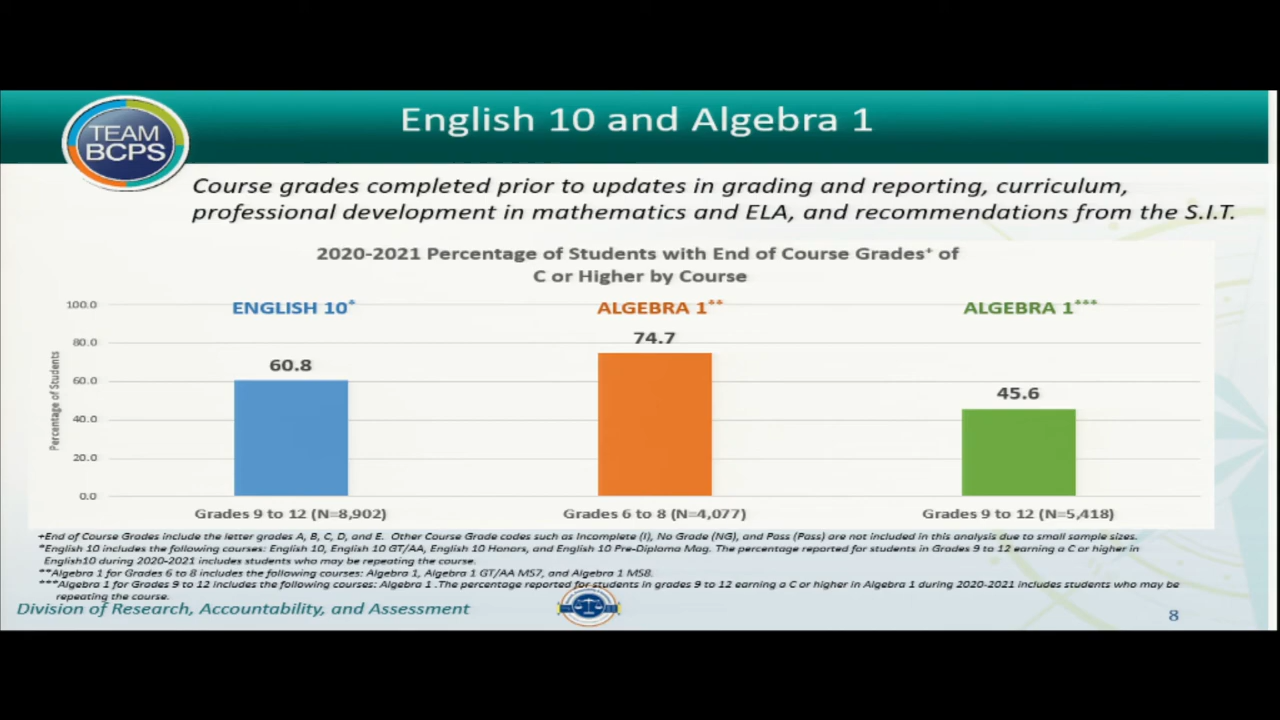 TEAM
BCPS
English 10 and Algebra 1
Course grades completed prior to updates in grading and reporting, curriculum,
professional development in mathematics and ELA, and recommendations from the S.I.T.
2020-2021 Percentage of Students with End of Course Grades+ of
C or Higher by Course
Percentage of Students
100.0
80.0
60.0
40.0
20.0
0.0
ENGLISH 10*
ALGEBRA 1**
ALGEBRA 1***
60.8
74.7
45.6
Grades 9 to 12 (N=8,902)
Grades 6 to 8 (N=4,077)
Grades 9 to 12 (N=5,418)
+End of Course Grades include the letter grades A, B, C, D, and E. Other Course Grade codes such as Incomplete (I), No Grade (NG), and Pass (Pass) are not included in this analysis due to small sample sizes.
*English 10 includes the following courses: English 10, English 10 GT/AA, English 10 Honors, and English 10 Pre-Diploma Mag. The percentage reported for students in Grades 9 to 12 earning a C or higher in
English10 during 2020-2021 includes students who may be repeating the course.
**Algebra 1 for Grades 6 to 8 includes the following courses: Algebra 1, Algebra 1 GT/AA MS7, and Algebra 1 MS8.
***Algebra 1 for Grades 9 to 12 includes the following courses: Algebra 1 .The percentage reported for students in grades 9 to 12 earning a C or higher in Algebra 1 during 2020-2021 includes students who may be
repeating the course.
Division of Research, Accountability, and Assessment
8